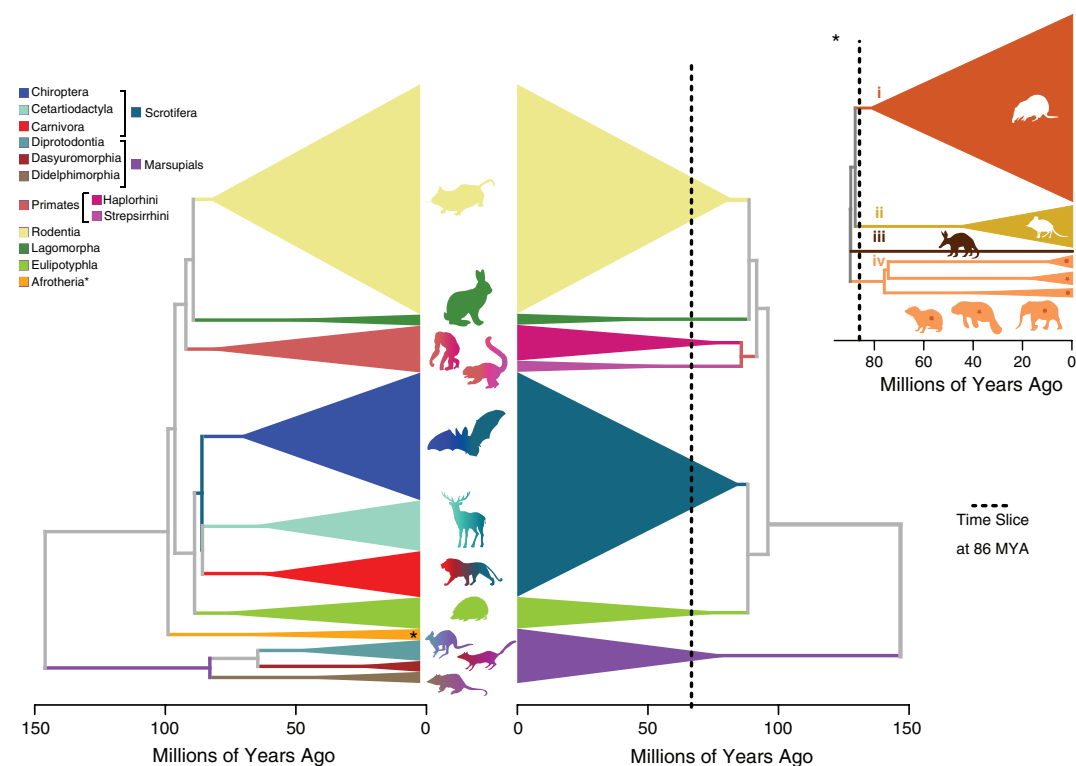 Chiroptera
Cetartiodactyla
Carnivora
Scrotifera
Diprotodontia
Dasyuromorphia
Didelphimorphia
Marsupials
Primates
Haplorhini
Strepsirrhini
Rodentia
Lagomorpha
Eulipotyphla
Afrotheria*
*
150 100 50 0
Millions of Years Ago
0 50 100 150
Millions of Years Ago
*
i
ii
iii
iv
80 60 40 20 0
Millions of Years Ago
Time Slice
at 86 MYA